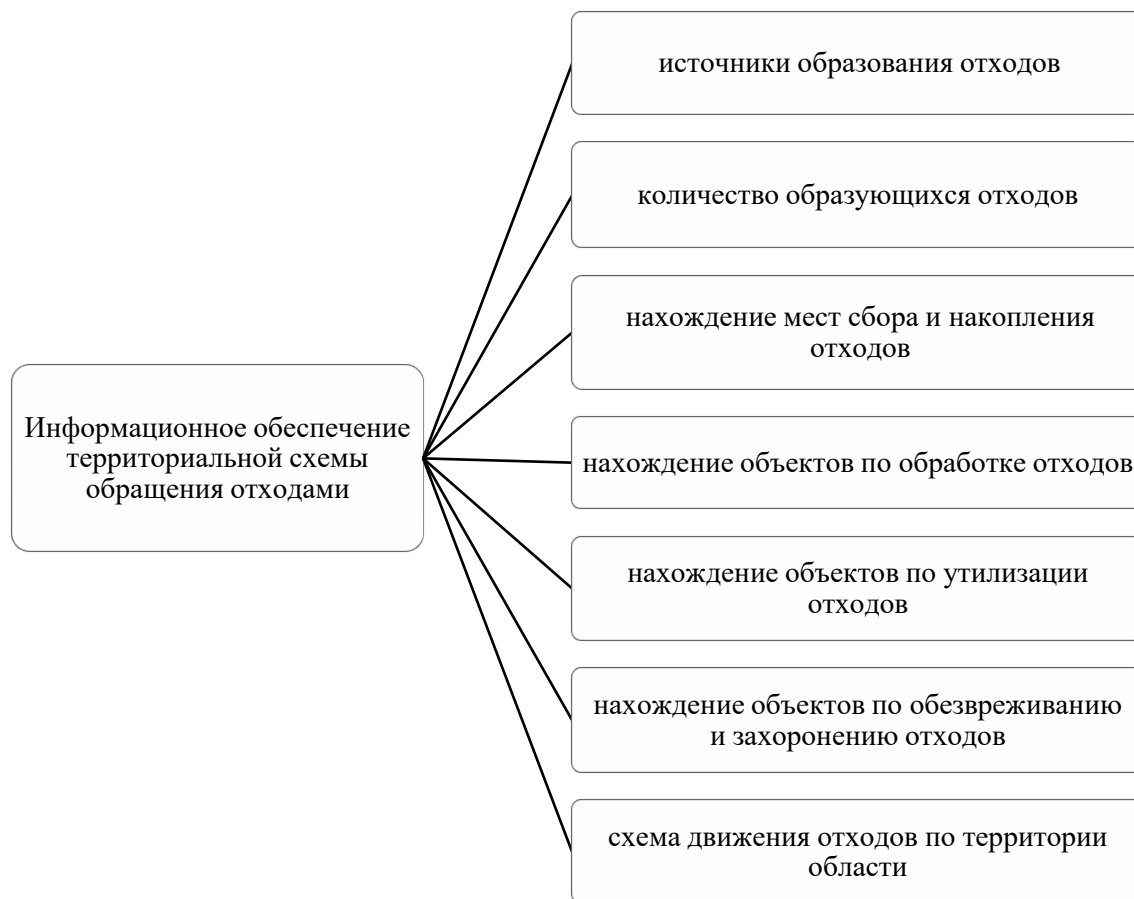 источники образования отходов
количество образующихся отходов
нахождение мест сбора и накопления
отходов
Информационное обеспечение
территориальной схемы
обращения отходами
нахождение объектов по обработке отходов
нахождение объектов по утилизации
отходов
нахождение объектов по обезвреживанию
и захоронению отходов
схема движения отходов по территории
области